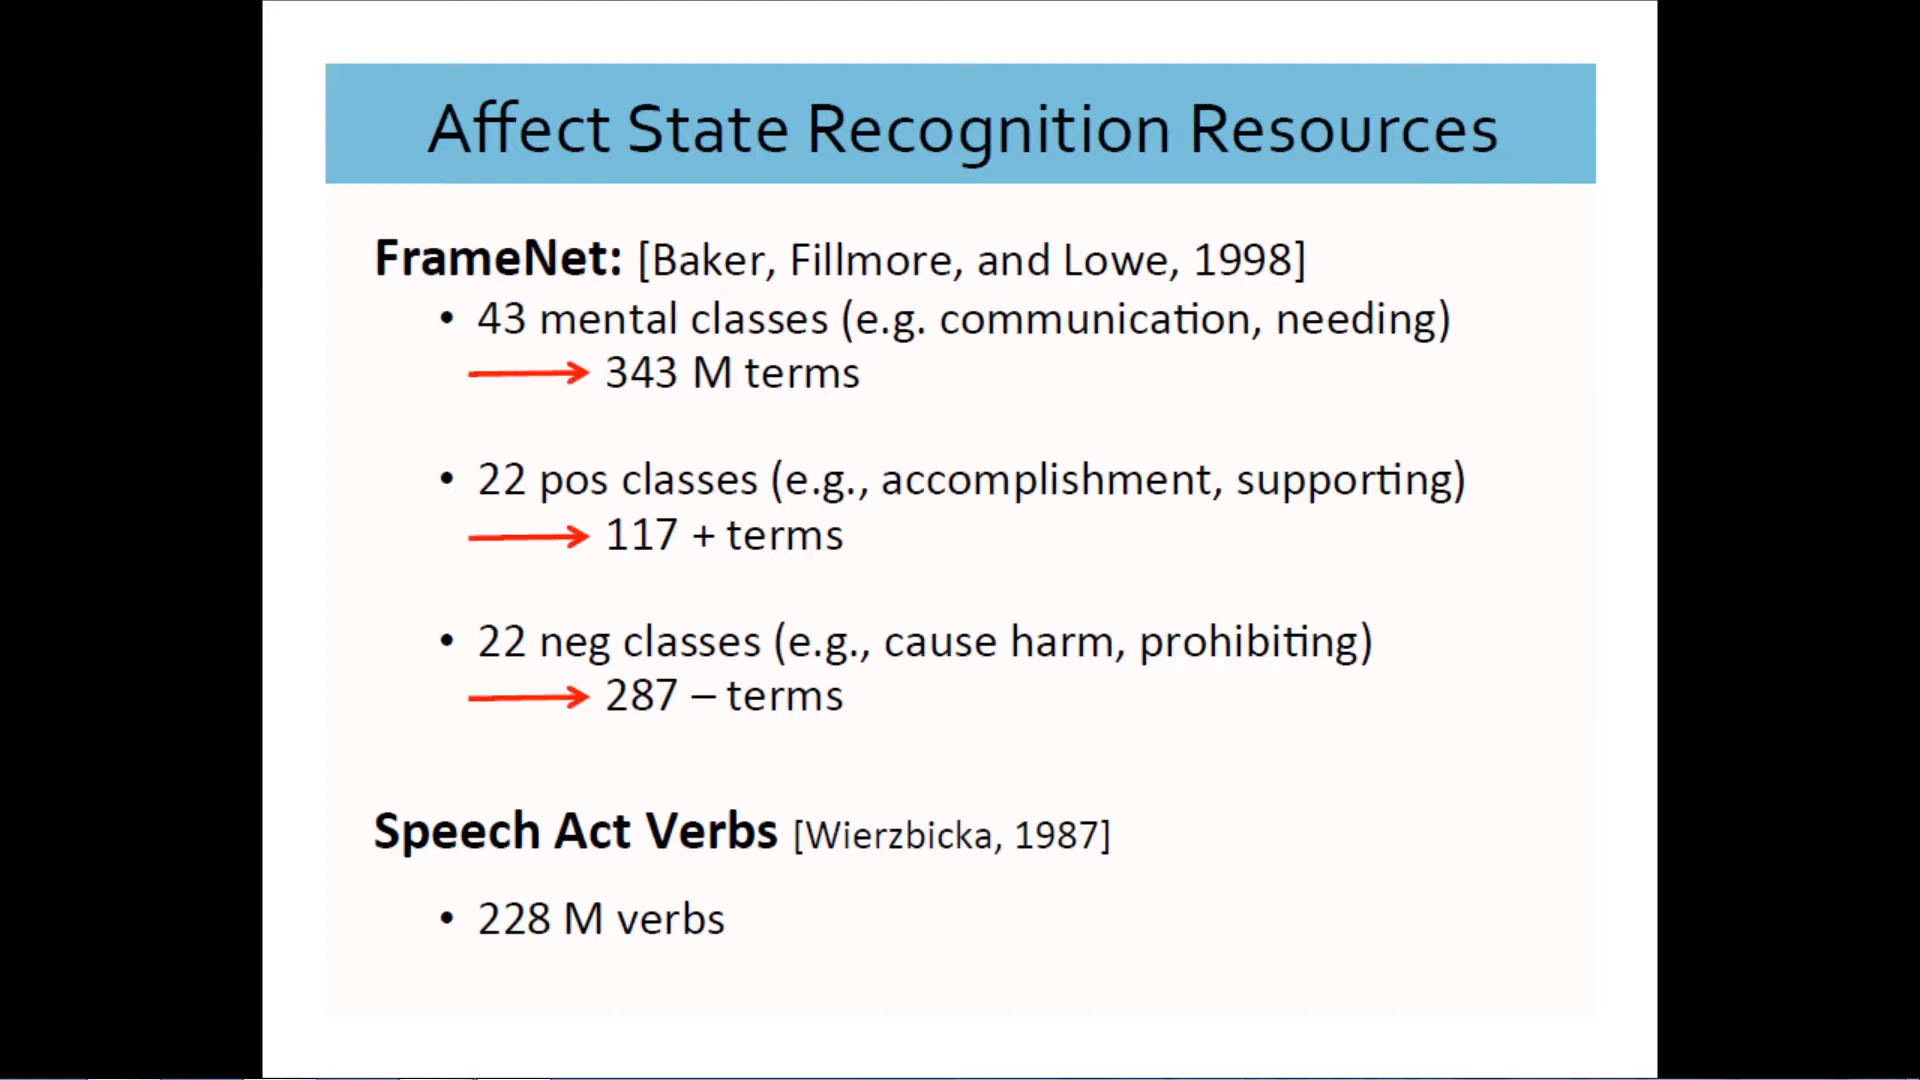 Affect State Recognition Resources
FrameNet: [Baker, Fillmore, and Lowe, 1998]
• 43 mental classes (e.g. communication, needing)
→ 343 M terms
• 22 pos classes (e.g., accomplishment, supporting)
→ 117 + terms
• 22 neg classes (e.g., cause harm, prohibiting)
→ 287 – terms
Speech Act Verbs [Wierzbicka, 1987]
• 228 M verbs